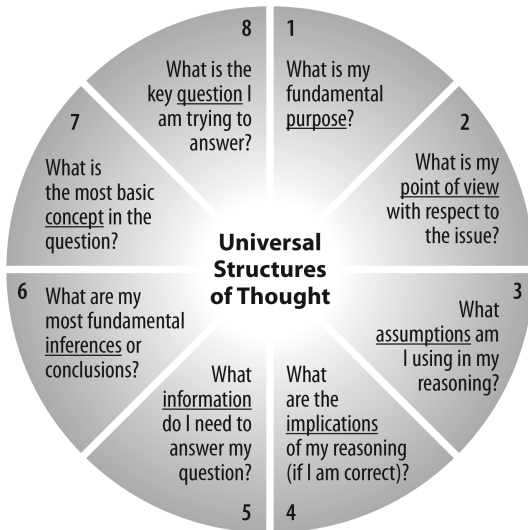 8
What is the
key question I
am trying to
answer?
1
What is my
fundamental
purpose?
2
What is my
point of view
with respect to
the issue?
3
What
assumptions am
I using in my
reasoning?
4
What
are the
implications
of my reasoning
(if I am correct)?
5
What
information
do I need to
answer my
question?
6
What are my
most fundamental
inferences or
conclusions?
7
What is
the most basic
concept in the
question?
Universal
Structures
of Thought